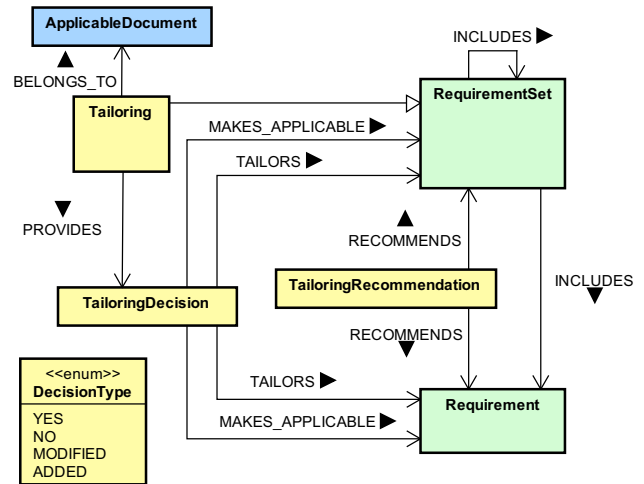 ApplicableDocument
INCLUDES
BELONGS_TO
Tailoring
RequirementSet
MAKES_APPLICABLE
TAILORS
PROVIDES
RECOMMENDS
TailoringDecision
TailoringRecommendation
INCLUDES
RECOMMENDS
<<enum>>
DecisionType
YES
NO
MODIFIED
ADDED
TAILORS
Requirement
MAKES_APPLICABLE